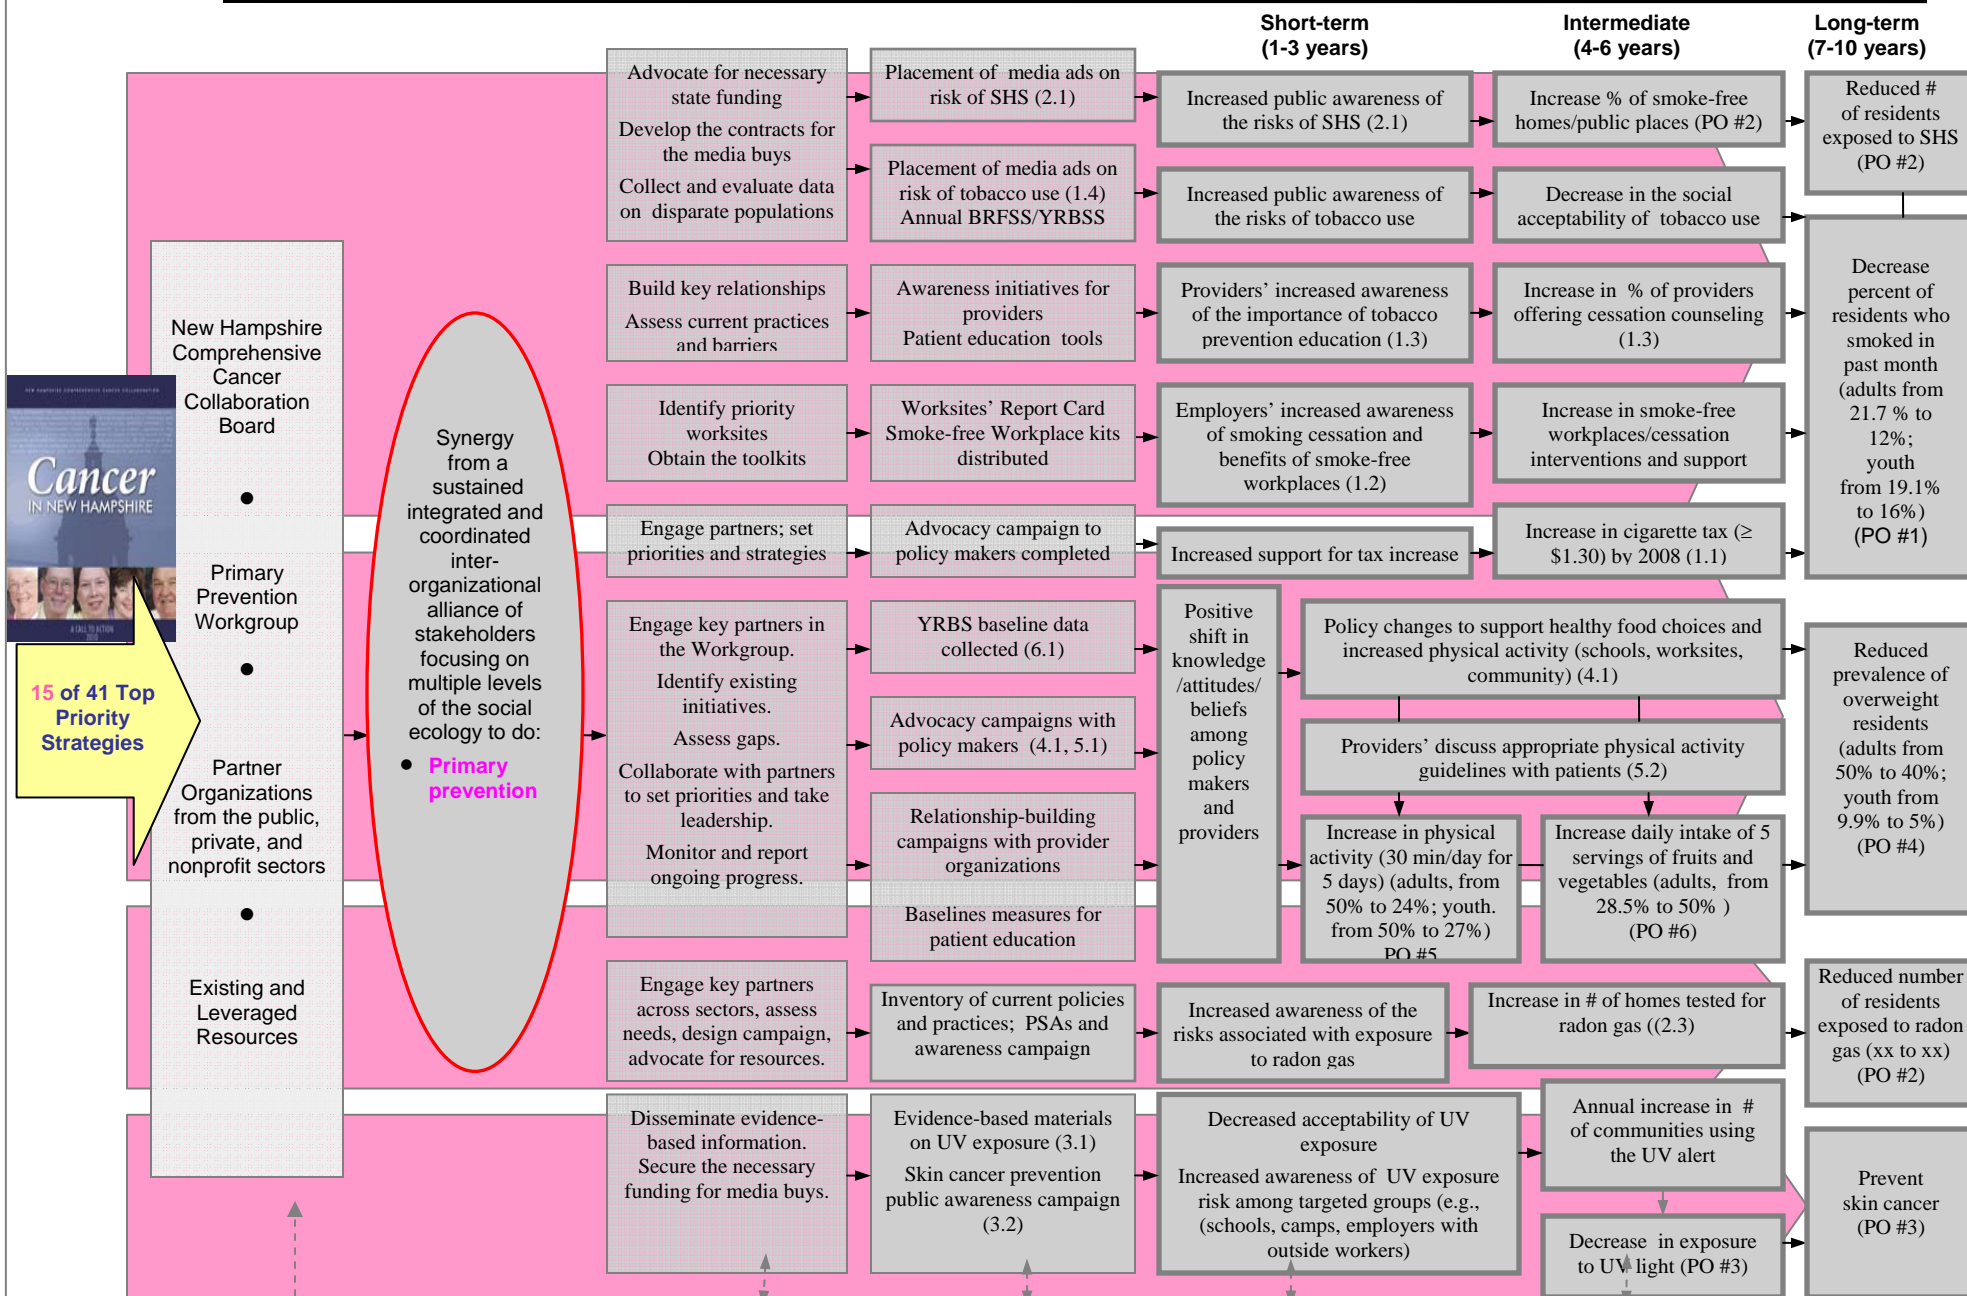 Short-term
(1-3 years)
Intermediate
(4-6 years)
Long-term
(7-10 years)
Advocate for necessary
state funding
Develop the contracts for
the media buys
Collect and evaluate data
on disparate populations
Placement of media ads on
risk of SHS (2.1)
Placement of media ads on
risk of tobacco use (1.4)
Annual BRFSS/YRBSS
Increased public awareness of
the risks of SHS (2.1)
Increased public awareness of
the risks of tobacco use
Increase % of smoke-free
homes/public places (PO #2)
Decrease in the social
acceptability of tobacco use
Reduced #
of residents
exposed to SHS
(PO #2)
Build key relationships
Assess current practices
and barriers
Awareness initiatives for
providers
Patient education tools
Providers' increased awareness
of the importance of tobacco
prevention education (1.3)
Increase in % of providers
offering cessation counseling
(1.3)
Decrease
percent of
residents who
smoked in
past month
(adults from
21.7 % to
12%;
youth
from 19.1%
to 16%)
(PO #1)
Identify priority
worksites
Obtain the toolkits
Worksites' Report Card
Smoke-free Workplace kits
distributed
Employers' increased awareness
of smoking cessation and
benefits of smoke-free
workplaces (1.2)
Increase in smoke-free
workplaces/cessation
interventions and support
Engage partners; set
priorities and strategies
Advocacy campaign to
policy makers completed
Increased support for tax increase
Increase in cigarette tax (≥
$1.30) by 2008 (1.1)
NEW HAMPSHIRE COMPREHENSIVE CANCER COLLABORATION
Cancer
IN NEW HAMPSHIRE
A CALL TO ACTION
2010
15 of 41 Top
Priority
Strategies
New Hampshire
Comprehensive
Cancer
Collaboration
Board
•
Primary
Prevention
Workgroup
•
Partner
Organizations
from the public,
private, and
nonprofit sectors
•
Existing and
Leveraged
Resources
Synergy
from a
sustained
integrated and
coordinated
inter-
organizational
alliance of
stakeholders
focusing on
multiple levels
of the social
ecology to do:
• Primary
prevention
Engage key partners in
the Workgroup.
Identify existing
initiatives.
Assess gaps.
Collaborate with partners
to set priorities and take
leadership.
Monitor and report
ongoing progress.
YRBS baseline data
collected (6.1)
Advocacy campaigns with
policy makers (4.1, 5.1)
Relationship-building
campaigns with provider
organizations
Baselines measures for
patient education
Positive
shift in
knowledge
/attitudes/
beliefs
among
policy
makers
and
providers
Policy changes to support healthy food choices and
increased physical activity (schools, worksites,
community) (4.1)
Providers' discuss appropriate physical activity
guidelines with patients (5.2)
Increase in physical
activity (30 min/day for
5 days) (adults, from
50% to 24%; youth.
from 50% to 27%)
PO #5
Increase daily intake of 5
servings of fruits and
vegetables (adults, from
28.5% to 50% )
(PO #6)
Reduced
prevalence of
overweight
residents
(adults from
50% to 40%;
youth from
9.9% to 5%)
(PO #4)
Engage key partners
across sectors, assess
needs, design campaign,
advocate for resources.
Inventory of current policies
and practices; PSAs and
awareness campaign
Increased awareness of the
risks associated with exposure
to radon gas
Increase in # of homes tested for
radon gas ((2.3)
Reduced number
of residents
exposed to radon
gas (xx to xx)
(PO #2)
Disseminate evidence-
based information.
Secure the necessary
funding for media buys.
Evidence-based materials
on UV exposure (3.1)
Skin cancer prevention
public awareness campaign
(3.2)
Decreased acceptability of UV
exposure
Increased awareness of UV exposure
risk among targeted groups (e.g.,
(schools, camps, employers with
outside workers)
Annual increase in #
of communities using
the UV alert
Decrease in exposure
to UV light (PO #3)
Prevent
skin cancer
(PO #3)